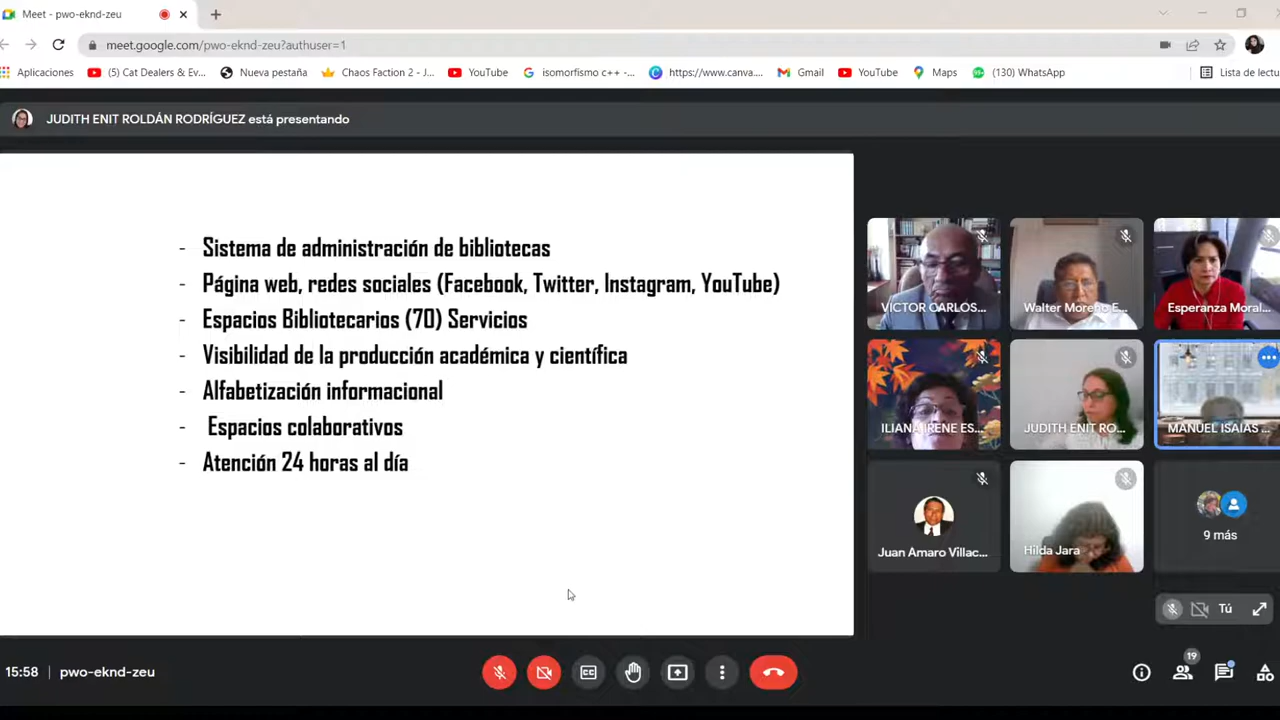 Meet - pwo-eknd-zeu
meet.google.com/pwo-eknd-zeu?authuser=1
Aplicaciones
(5) Cat Dealers & Ev...
Nueva pestaña
Chaos Faction 2 - J...
YouTube
isomorfismo c++ -...
https://www.canva....
Gmail
YouTube
Maps
(130) WhatsApp
Lista de lectu
JUDITH ENIT ROLDÁN RODRÍGUEZ está presentando
- Sistema de administración de bibliotecas
- Página web, redes sociales (Facebook, Twitter, Instagram, YouTube)
- Espacios Bibliotecarios (70) Servicios
- Visibilidad de la producción académica y científica
- Alfabetización informacional
- Espacios colaborativos
- Atención 24 horas al día
VICTOR CARLOS...
Walter Moreno E...
Esperanza Moral...
ILIANA IRENE ES...
JUDITH ENIT RO...
MANUEL ISAIAS ...
Juan Amaro Villac...
Hilda Jara
9 más
Tú
15:58
pwo-eknd-zeu
19